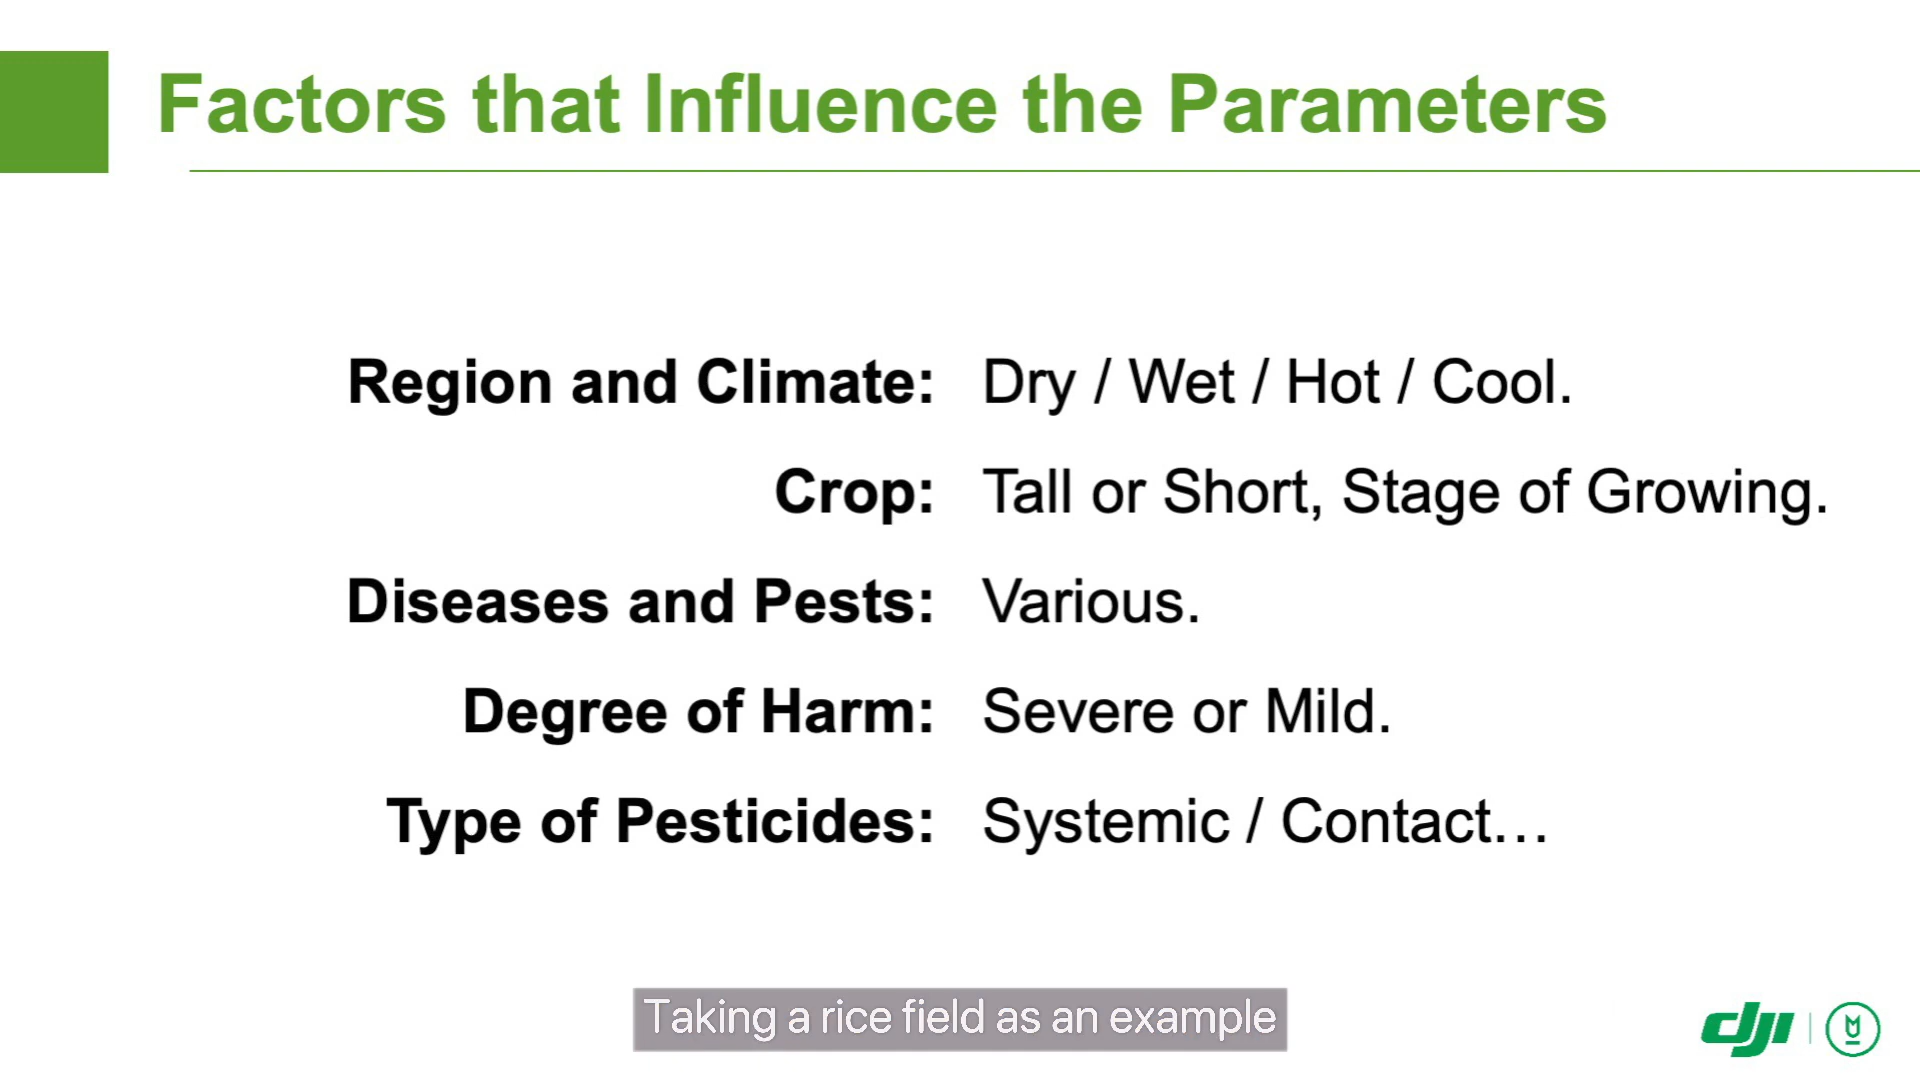 Factors that Influence the Parameters
Region and Climate: Dry / Wet / Hot / Cool.
Crop: Tall or Short, Stage of Growing.
Diseases and Pests: Various.
Degree of Harm: Severe or Mild.
Type of Pesticides: Systemic / Contact…
Taking a rice field as an example
dji